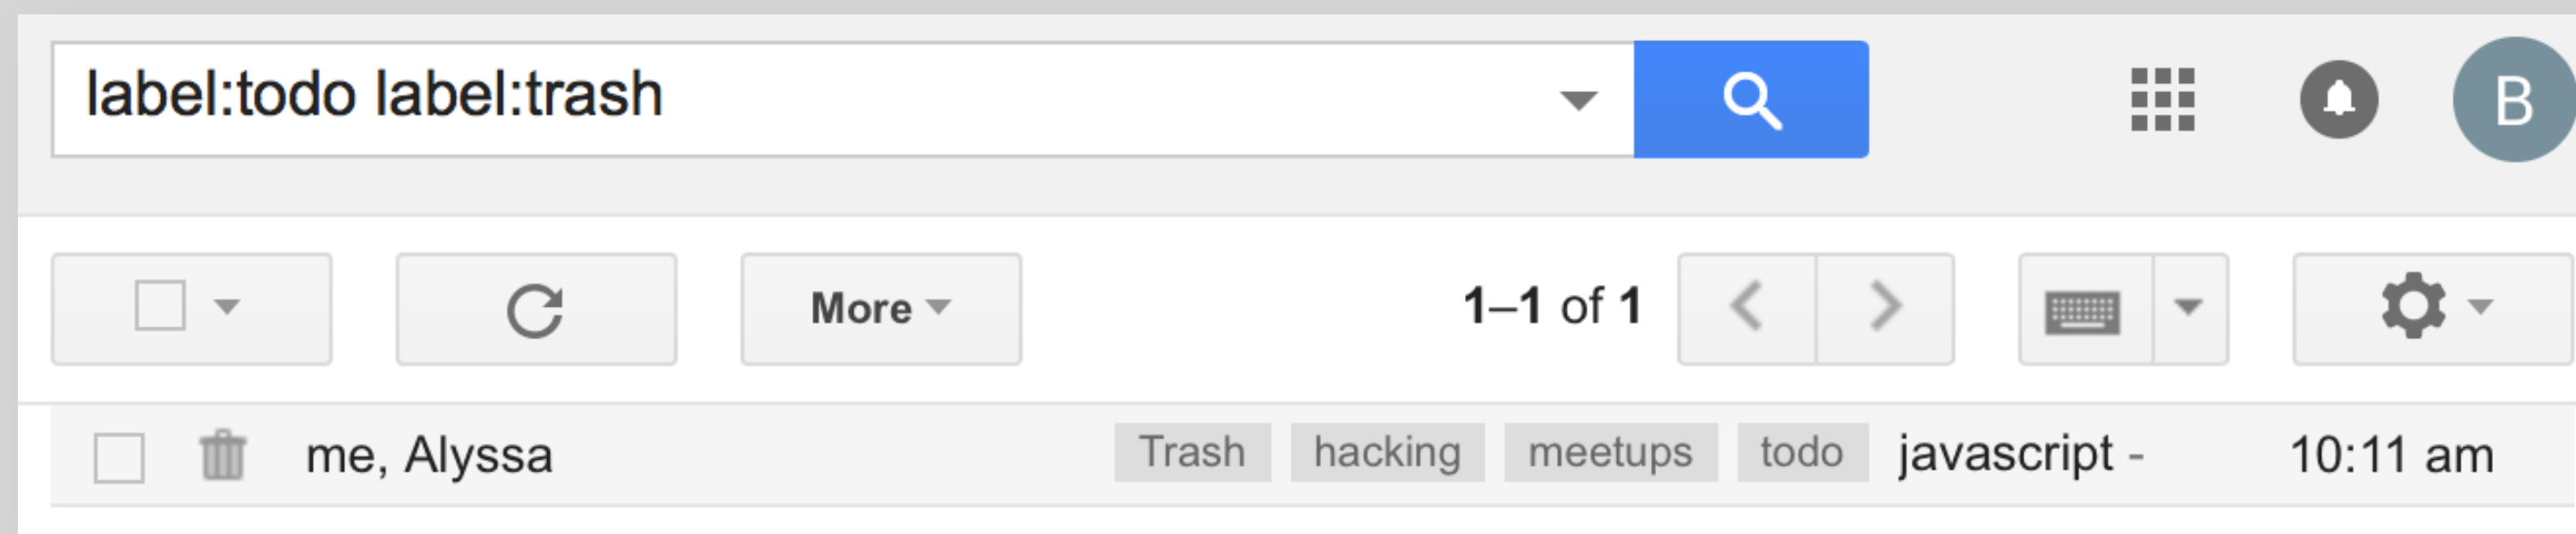 label:todo label:trash
B
More
1–1 of 1
me, Alyssa Trash hacking meetups todo javascript - 10:11 am